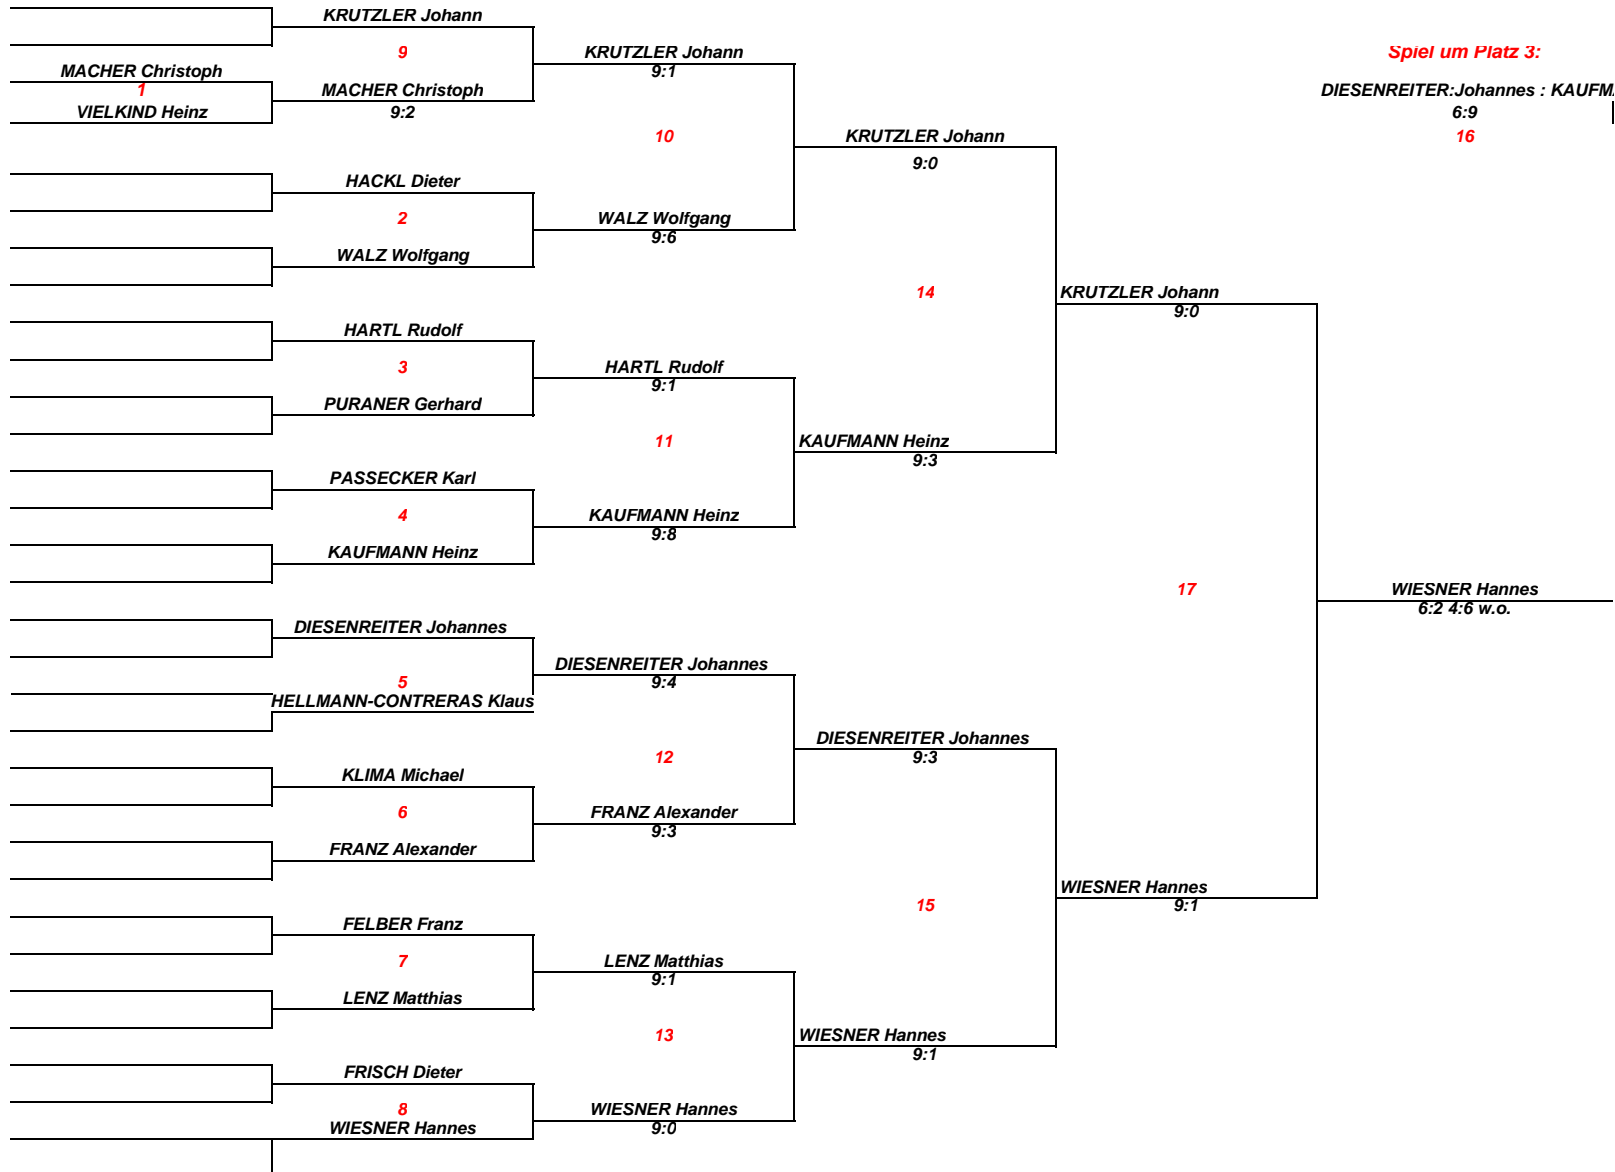 KRUTZLER Johann
9
KRUTZLER Johann
Spiel um Platz 3:
MACHER Christoph
9:1
1
MACHER Christoph
DIESENREITER:Johannes : KAUFMA
VIELKIND Heinz
9:2
6:9
10
KRUTZLER Johann
16
9:0
HACKL Dieter
2
WALZ Wolfgang
9:6
WALZ Wolfgang
14
KRUTZLER Johann
9:0
HARTL Rudolf
3
HARTL Rudolf
9:1
PURANER Gerhard
11
KAUFMANN Heinz
9:3
PASSECKER Karl
4
KAUFMANN Heinz
9:8
KAUFMANN Heinz
17
WIESNER Hannes
6:2 4:6 w.o.
DIESENREITER Johannes
DIESENREITER Johannes
5
9:4
HELLMANN-CONTRERAS Klaus
DIESENREITER Johannes
12
9:3
KLIMA Michael
6
FRANZ Alexander
9:3
FRANZ Alexander
WIESNER Hannes
15
9:1
FELBER Franz
7
LENZ Matthias
9:1
LENZ Matthias
13
WIESNER Hannes
9:1
FRISCH Dieter
8
WIESNER Hannes
WIESNER Hannes
9:0